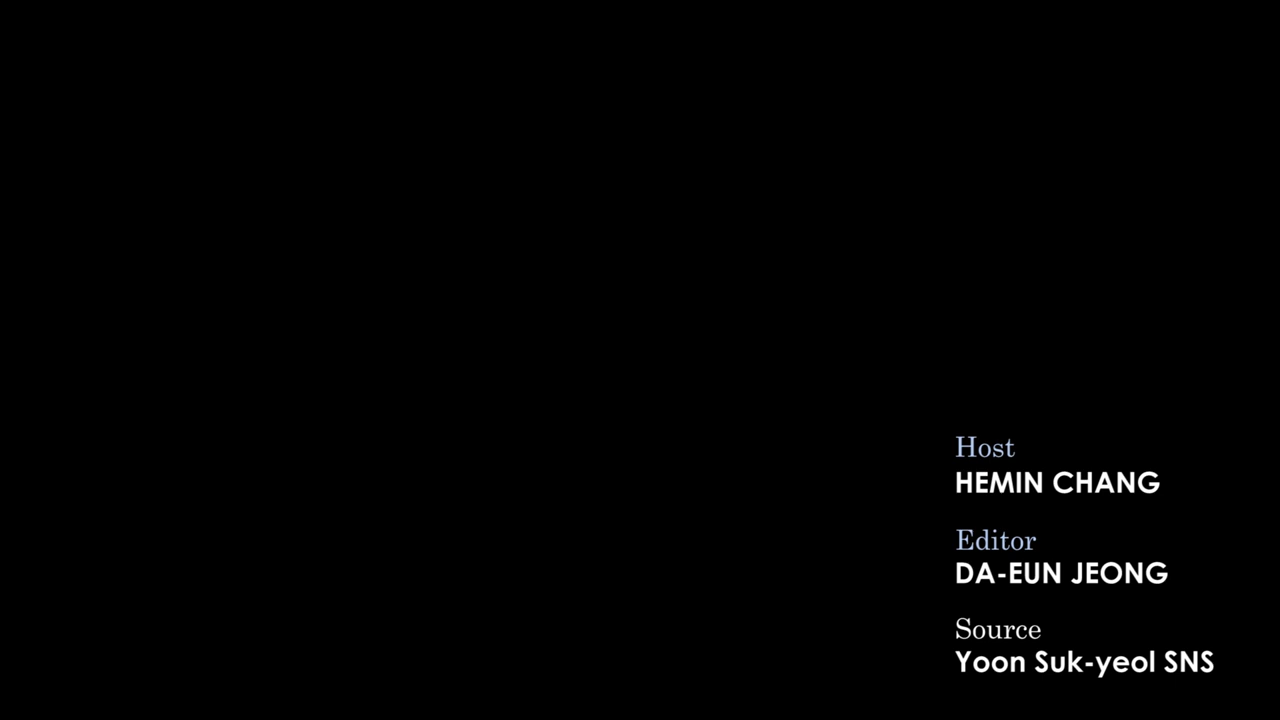 Host
HEMIN CHANG
Editor
DA-EUN JEONG
Source
Yoon Suk-yeol SNS